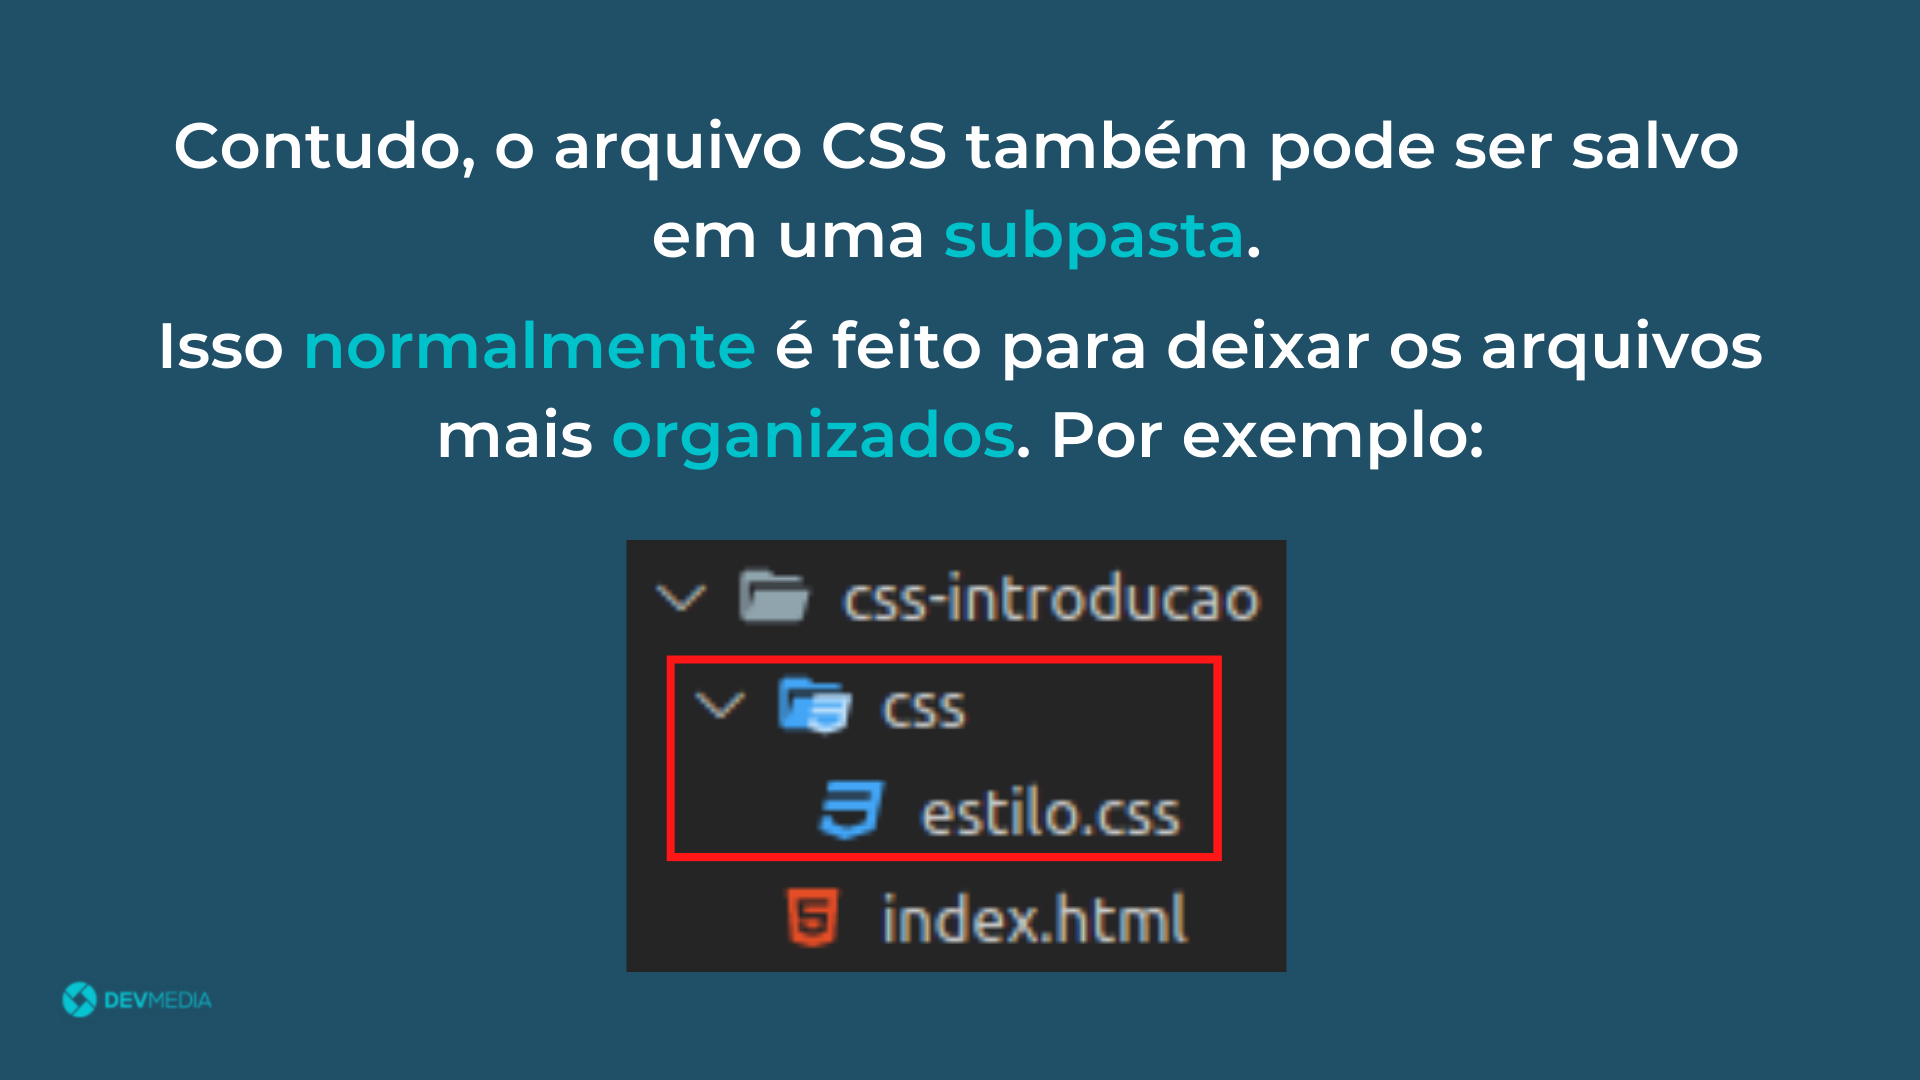 Contudo, o arquivo CSS também pode ser salvo
em uma subpasta.
Isso normalmente é feito para deixar os arquivos
mais organizados. Por exemplo:
css-introducao
css
estilo.css
index.html
DEVMEDIA